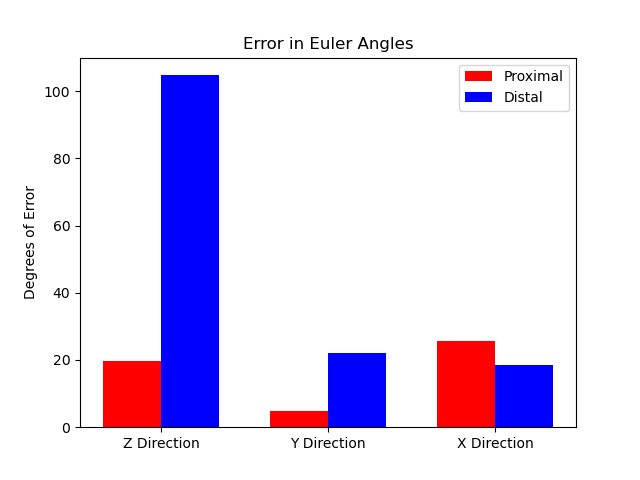 Error in Euler Angles
Proximal
Distal
Degrees of Error
100
80
60
40
20
0
Z Direction
Y Direction
X Direction